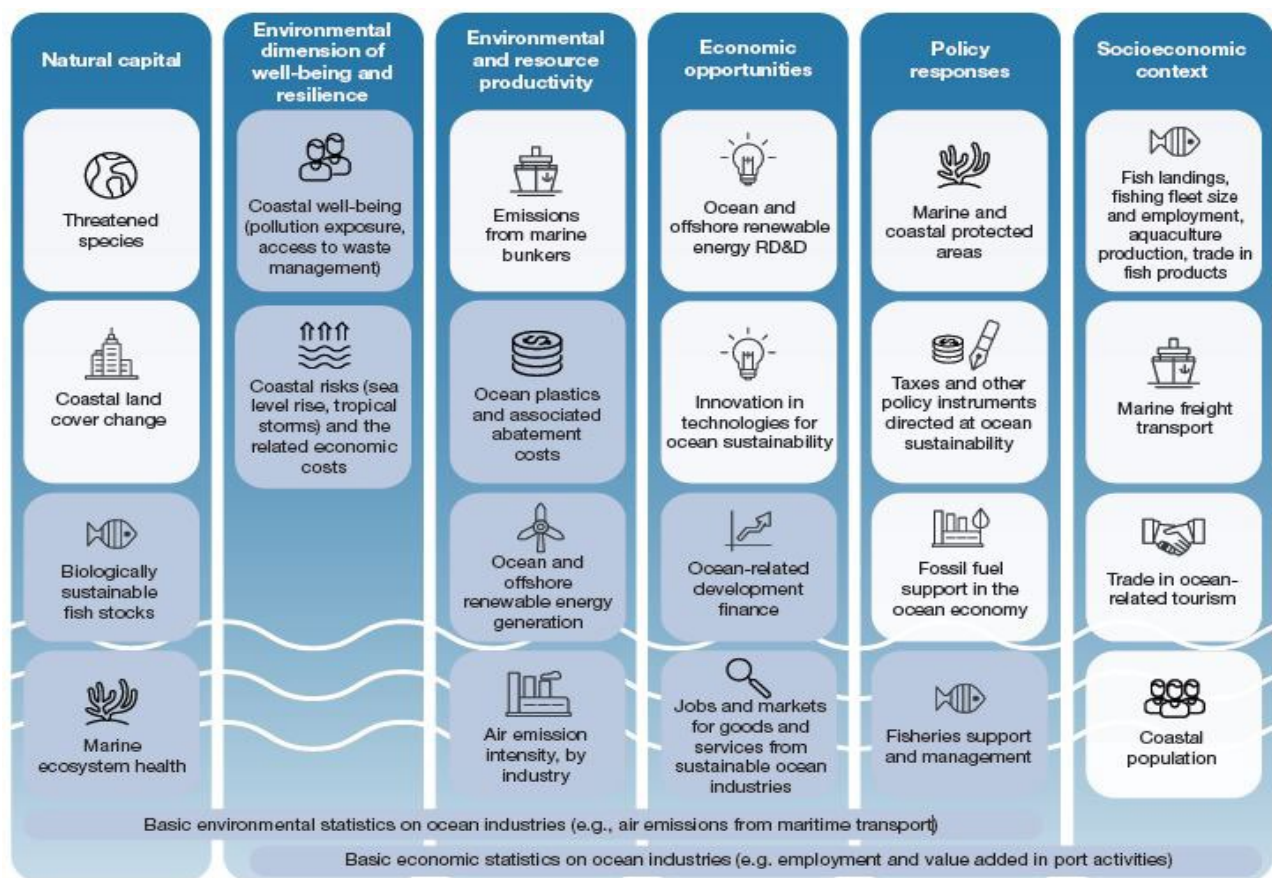 Natural capital
Threatened
species
Coastal land
cover change
Biologically
sustainable
fish stocks
Marine
ecosystem health
Environmental
dimension of
well-being and
resilience
Coastal well-being
(pollution exposure,
access to waste
management)
Coastal risks (sea
level rise, tropical
storms) and the
related economic
costs
Environmental
and resource
productivity
Emissions
from marine
bunkers
Ocean plastics
and associated
abatement
costs
Ocean and
offshore
renewable energy
generation
Air emission
intensity, by
industry
Economic
opportunities
Ocean and
offshore renewable
energy RD&D
Innovation in
technologies for
ocean sustainability
Ocean-related
development
finance
Jobs and markets
for goods and
services from
sustainable ocean
industries
Policy
responses
Marine and
coastal protected
areas
Taxes and other
policy instruments
directed at ocean
sustainability
Fossil fuel
support in the
ocean economy
Fisheries support
and management
Socioeconomic
context
Fish landings,
fishing fleet size
and employment,
aquaculture
production, trade in
fish products
Marine freight
transport
Trade in ocean-
related tourism
Coastal
population
Basic environmental statistics on ocean industries (e.g., air emissions from maritime transport)
Basic economic statistics on ocean industries (e.g. employment and value added in port activities)